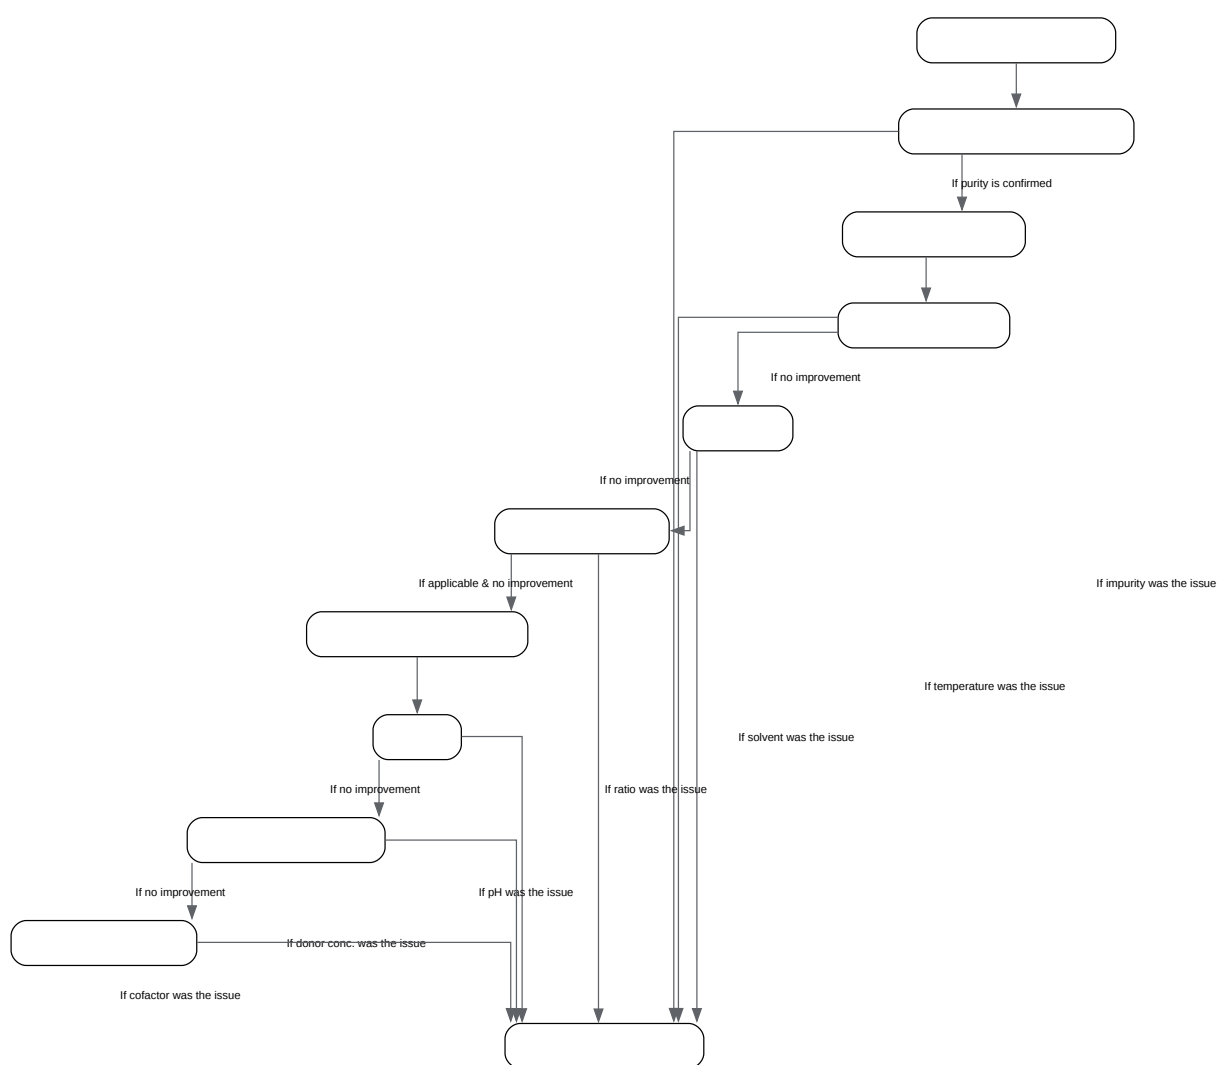 If purity is confirmed
If no improvement
If no improvement
If applicable & no improvement
If impurity was the issue
If temperature was the issue
If solvent was the issue
If no improvement
If ratio was the issue
If no improvement
If pH was the issue
If donor conc. was the issue
If cofactor was the issue